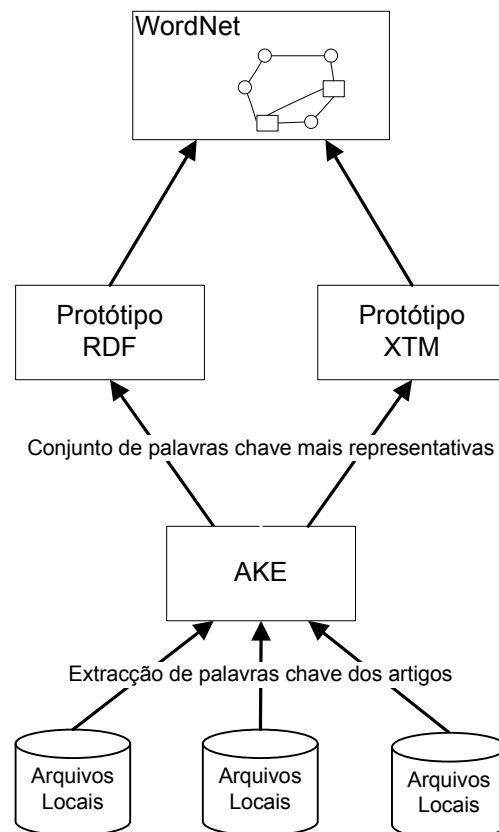 WordNet
Protótipo
RDF
Protótipo
XTM
Conjunto de palavras chave mais representativas
AKE
Extracção de palavras chave dos artigos
Arquivos
Locais
Arquivos
Locais
Arquivos
Locais